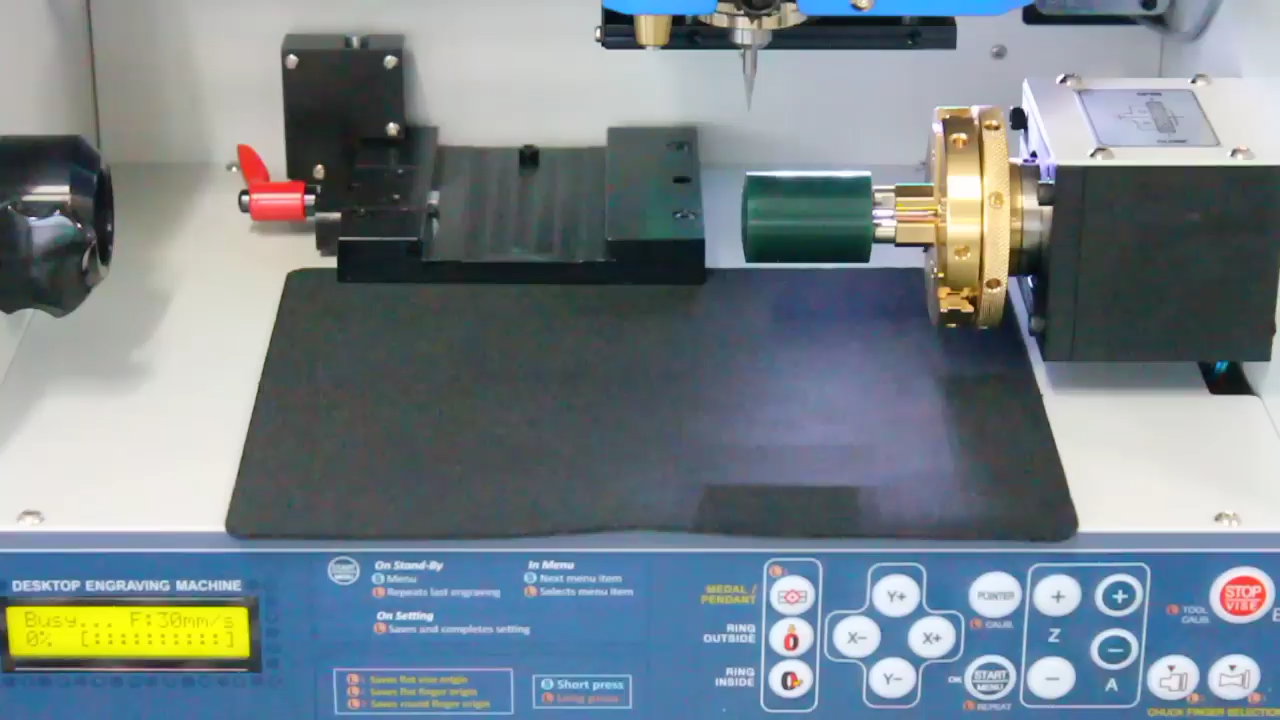 DESKTOP ENGRAVING MACHINE
Busy... F:30mm/s
0% [::::::::::]
START
MENU
On Stand-By
S Menu
L Repeats last engraving
On Setting
L Saves and completes setting
In Menu
S Next menu item
L Selects menu item
L Saves flat vise origin
L Saves flat finger origin
L Saves round finger origin
S Short press
L Long press
MEDAL /
PENDANT
L
RING
OUTSIDE
RING
INSIDE
Y+
X-
X+
Y-
POINTER
L CALIB.
OK
START
MENU
L REPEAT
+
Z
-
+
-
A
L TOOL
CALIB.
STOP
VISE
L
L
CHUCK FINGER SELECTION
OPEN
CLOSE